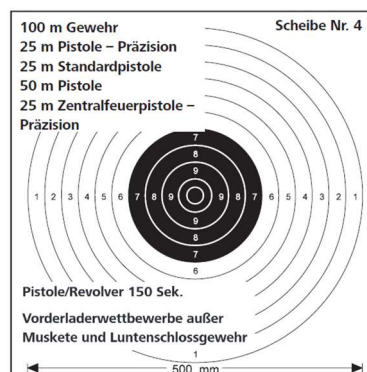 100 m Gewehr
Scheibe Nr. 4
25 m Pistole – Präzision
25 m Standardpistole
50 m Pistole
25 m Zentralfeuerpistole –
Präzision
7
8
9
1 2 3 4 5 6 7 8 9 9 8 7 6 5 4 3 2 1
9
8
7
6
Pistole/Revolver 150 Sek.
Vorderladerwettbewerbe außer
Muskete und Luntenschlossgewehr
1
500 mm